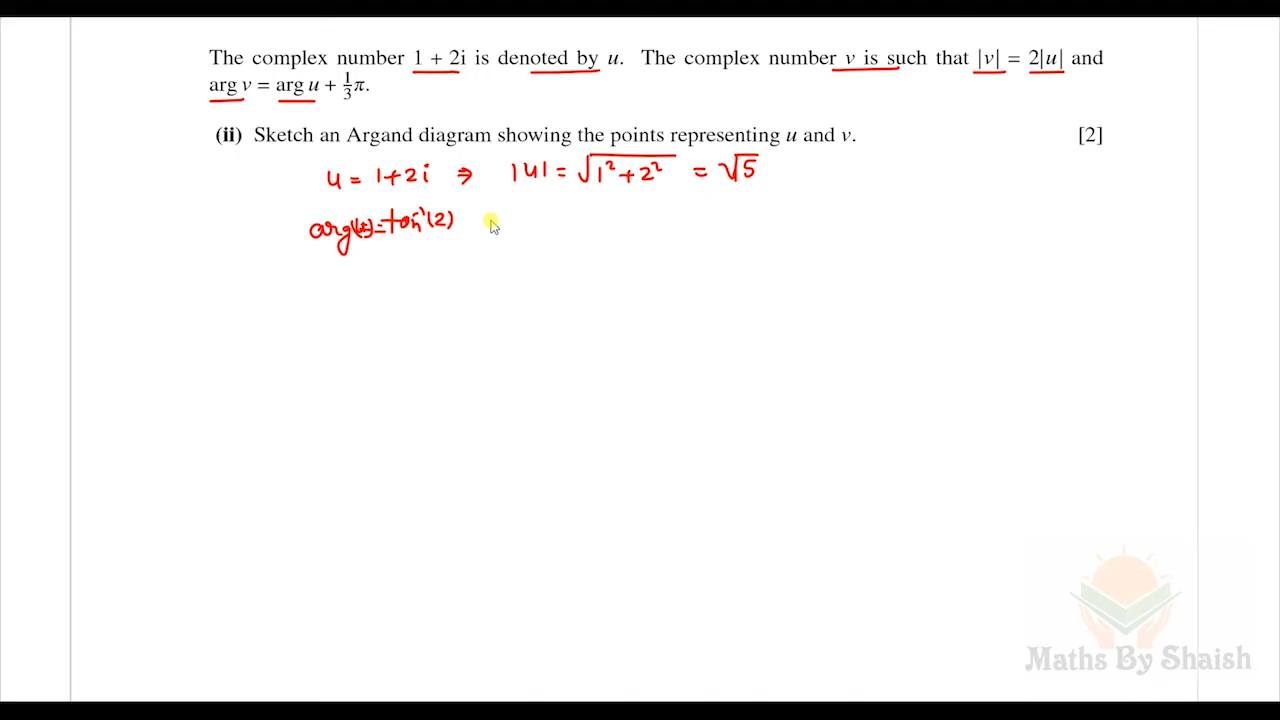 The complex number 1 + 2i is denoted by u. The complex number v is such that |v| = 2|u| and
arg v = arg u + 1/3 π.
(ii) Sketch an Argand diagram showing the points representing u and v. [2]
u = 1+2i ⇒ |u| = √(1² + 2²) = √5
arg(u) = tan⁻¹(2)
Maths By Shaish